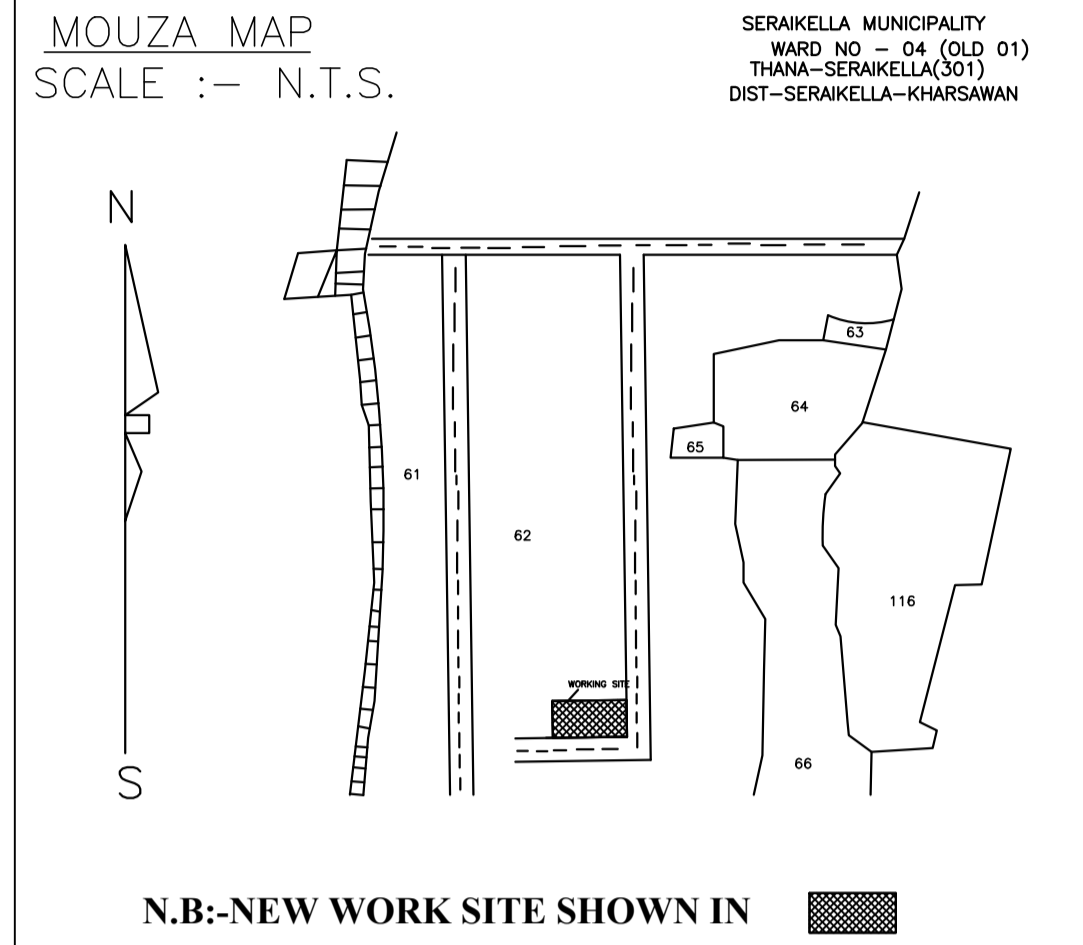 MOUZA MAP
SCALE :- N.T.S.
SERAIKELLA MUNICIPALITY
WARD NO - 04 (OLD 01)
THANA-SERAIKELLA(301)
DIST-SERAIKELLA-KHARSAWAN
N
63
64
65
61
62
116
WORKING SITE
66
S
N.B:-NEW WORK SITE SHOWN IN